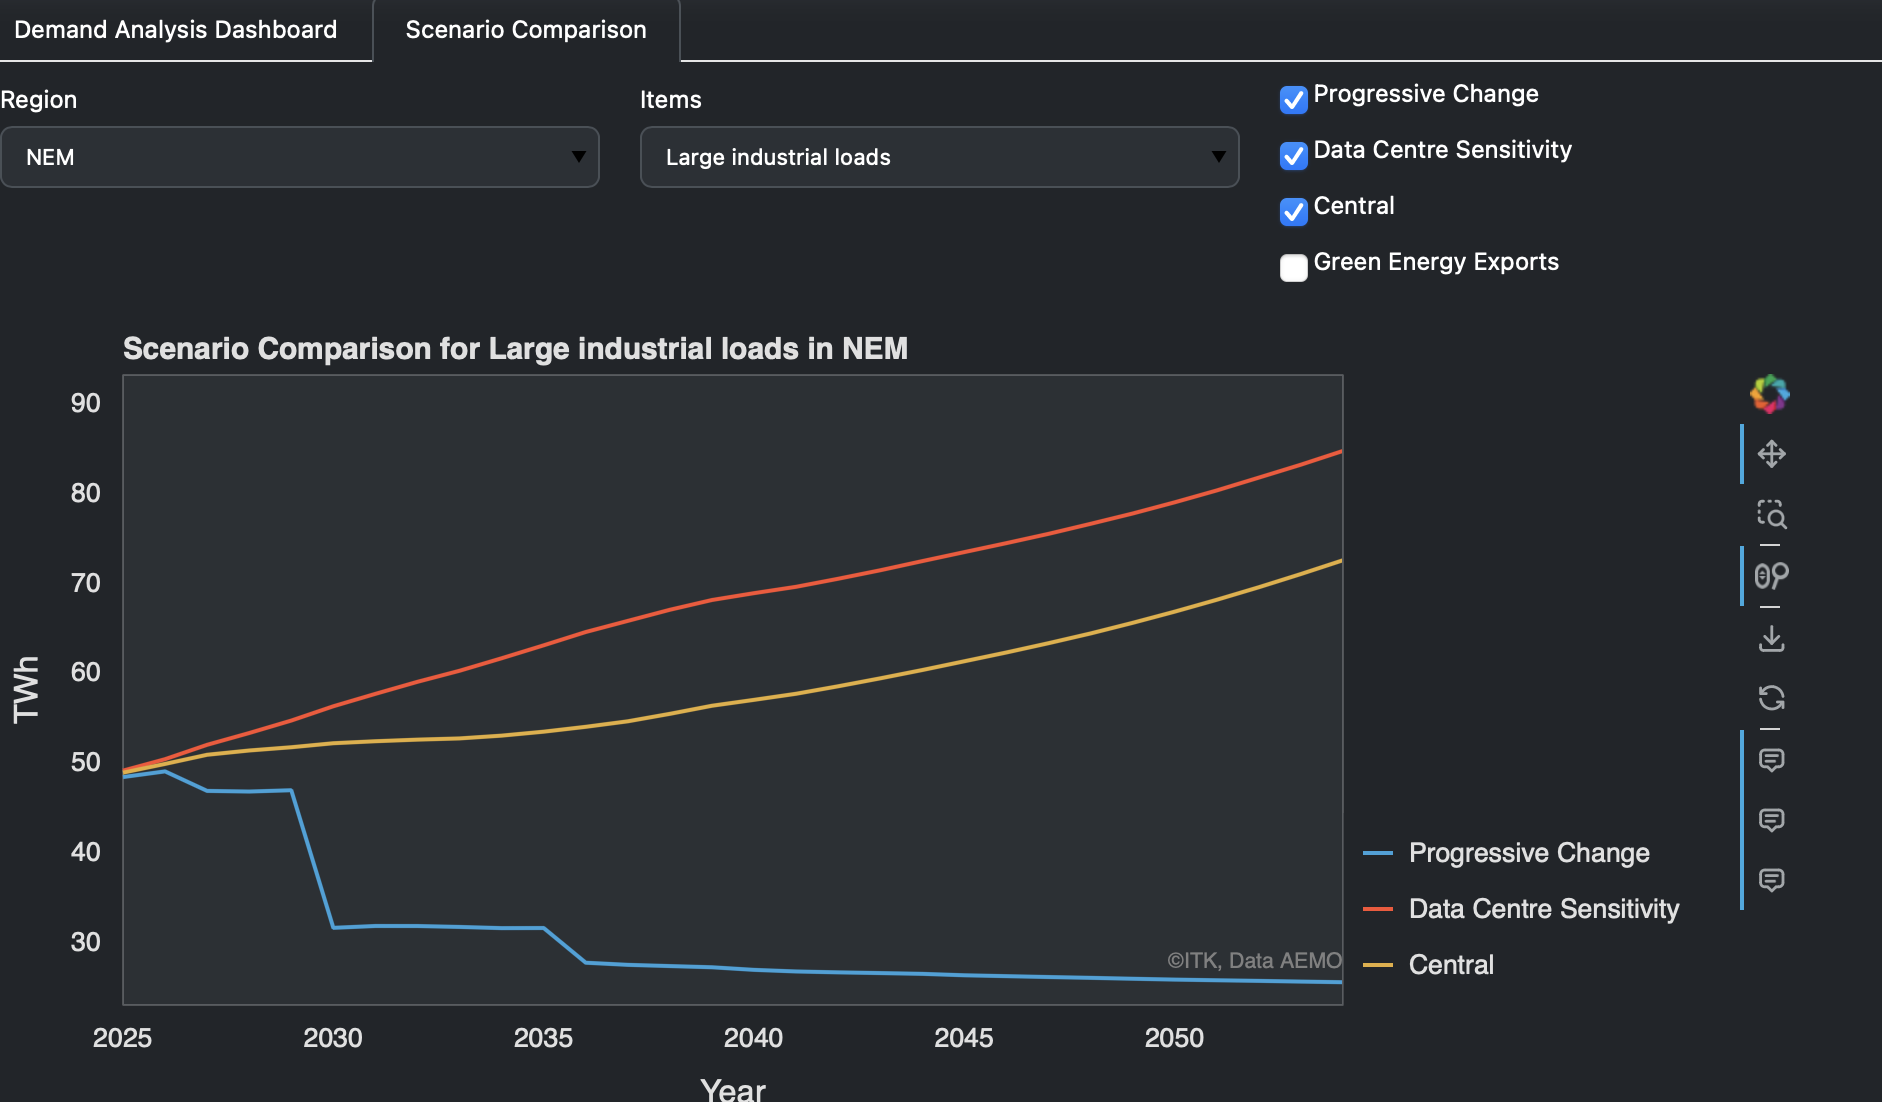 Demand Analysis Dashboard
Scenario Comparison
Region
Items
NEM
Large industrial loads
Progressive Change
Data Centre Sensitivity
Central
Green Energy Exports
Scenario Comparison for Large industrial loads in NEM
90
80
70
60
50
40
30
TWh
©ITK, Data AEMO
Progressive Change
Data Centre Sensitivity
Central
2025
2030
2035
2040
2045
2050
Year